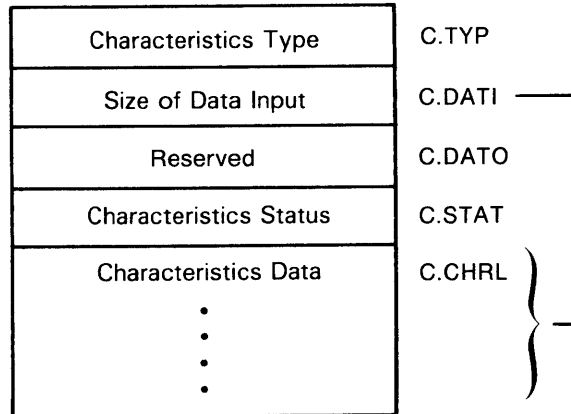 Characteristics Type C.TYP
Size of Data Input C.DATI
Reserved C.DATO
Characteristics Status C.STAT
Characteristics Data C.CHRL